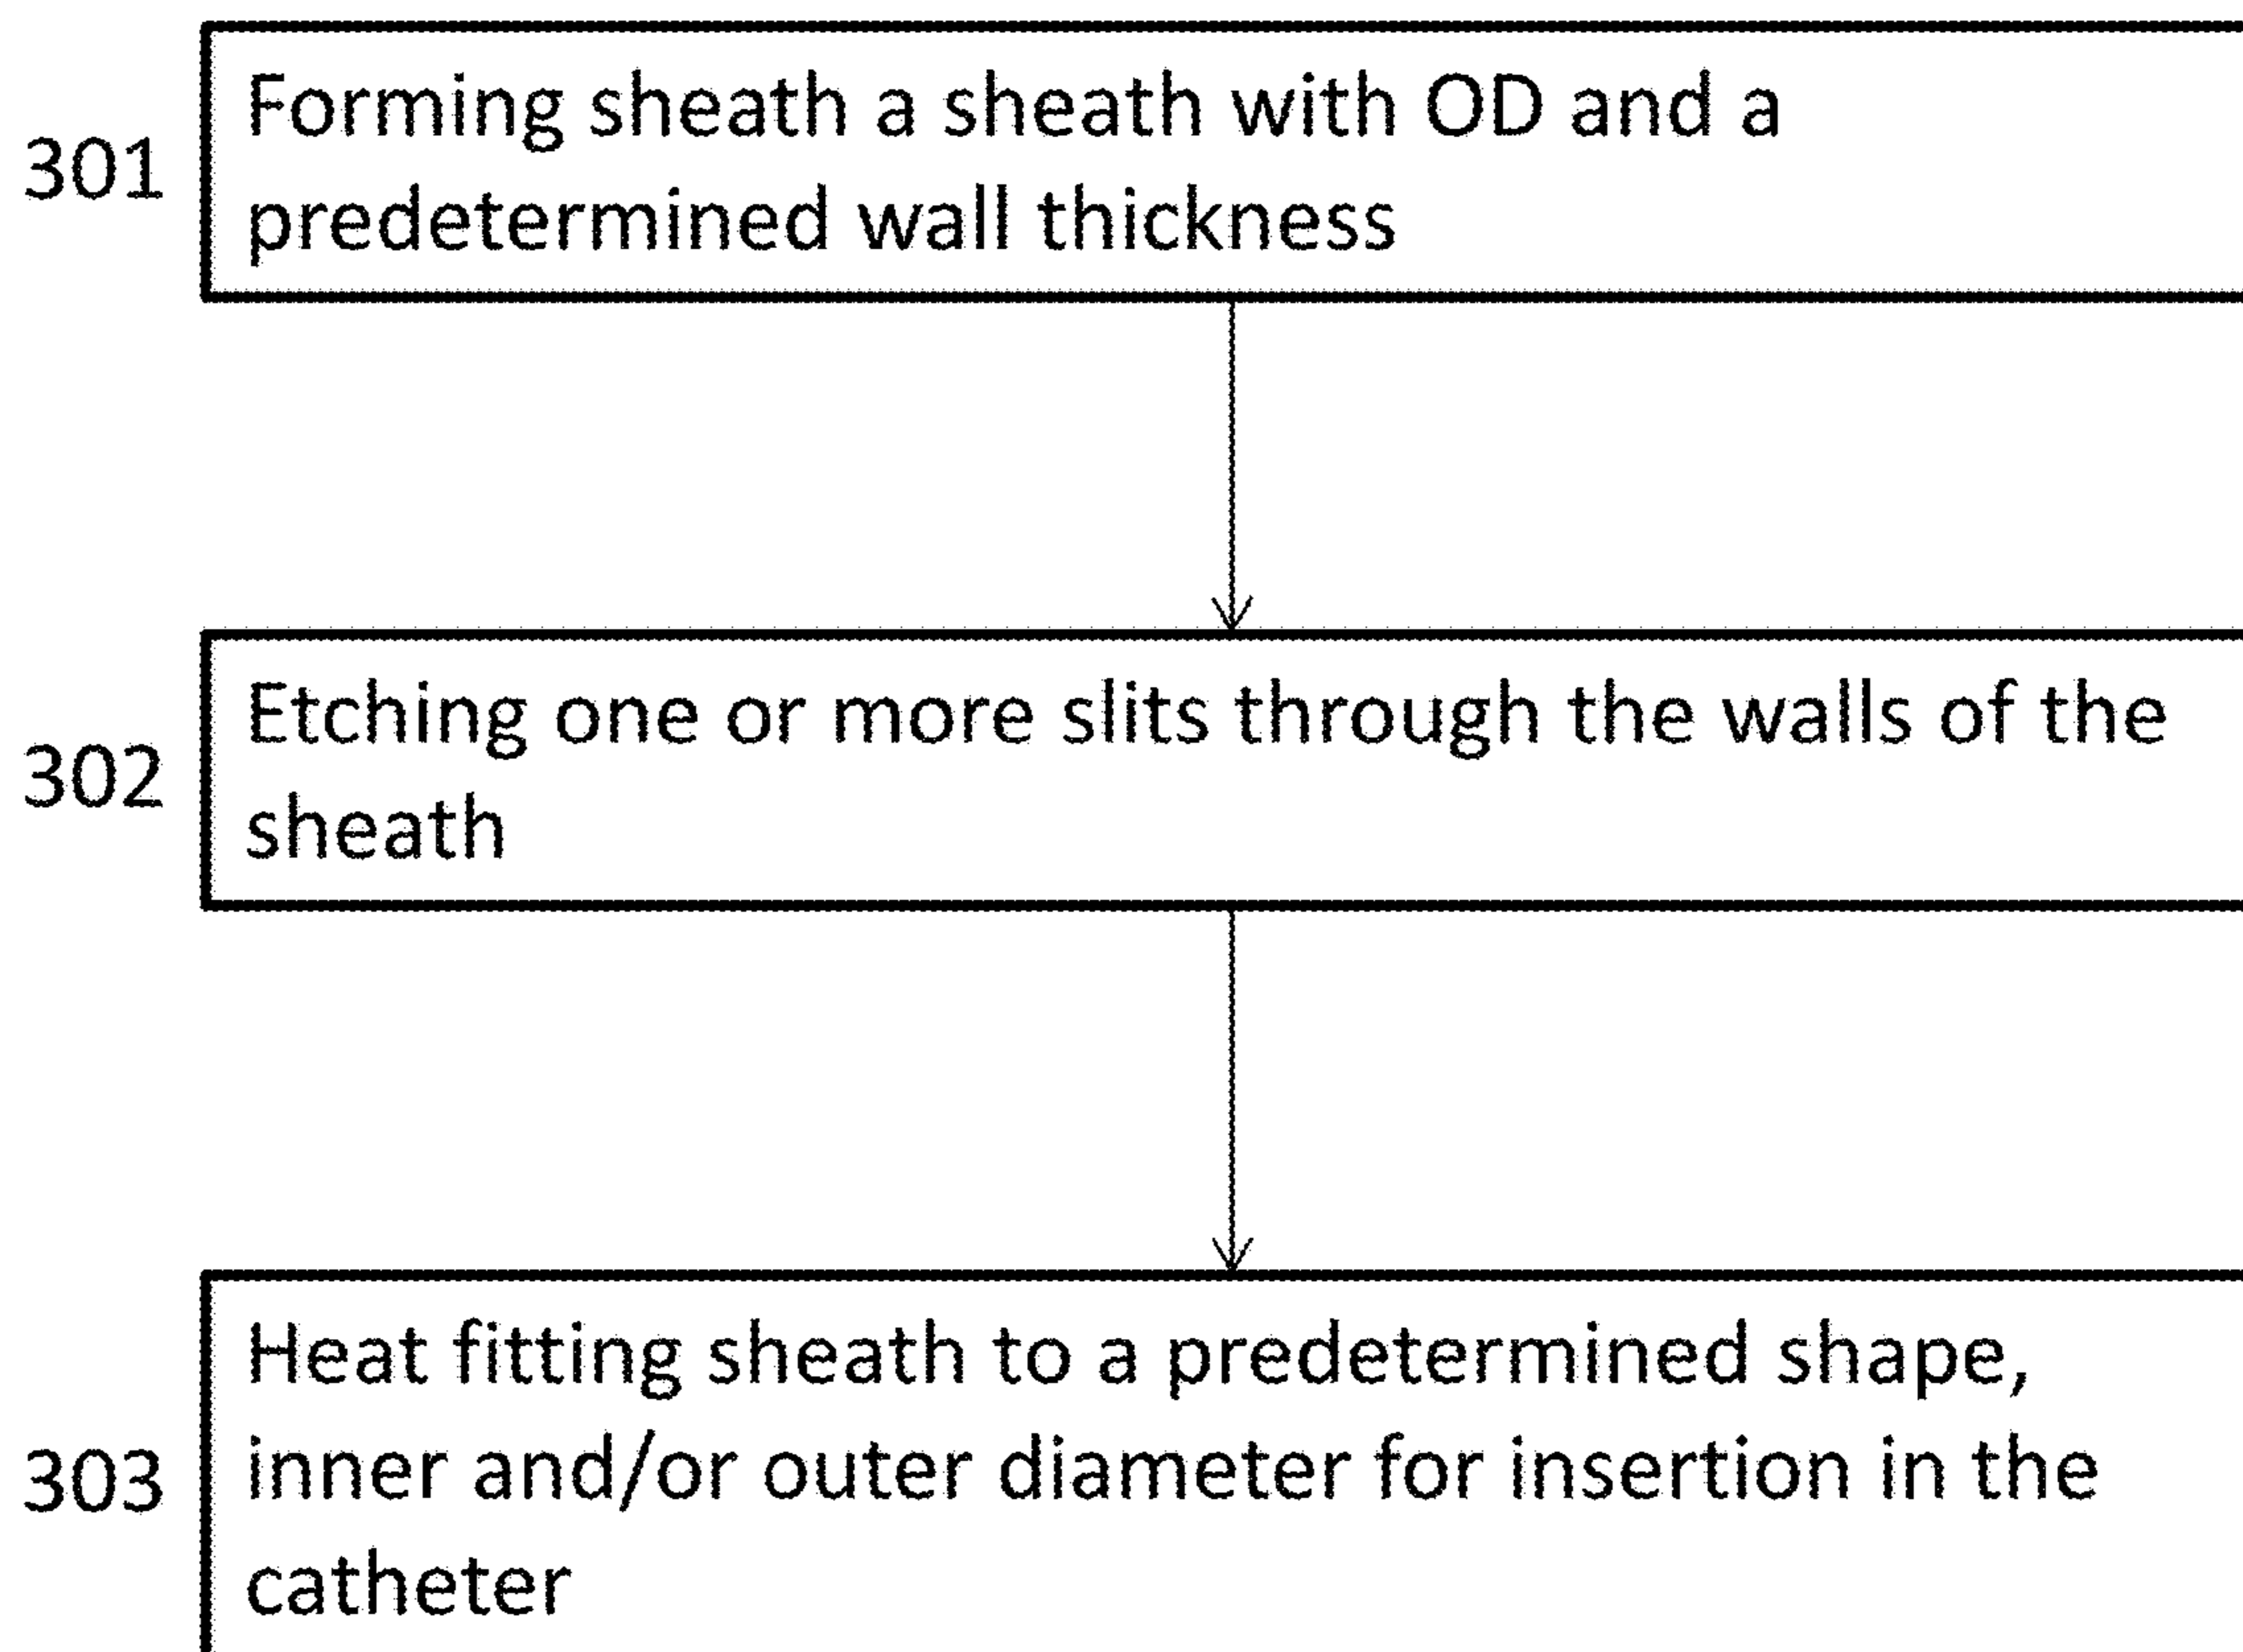 301
Forming sheath a sheath with OD and a
predetermined wall thickness
302
Etching one or more slits through the walls of the
sheath
303
Heat fitting sheath to a predetermined shape,
inner and/or outer diameter for insertion in the
catheter